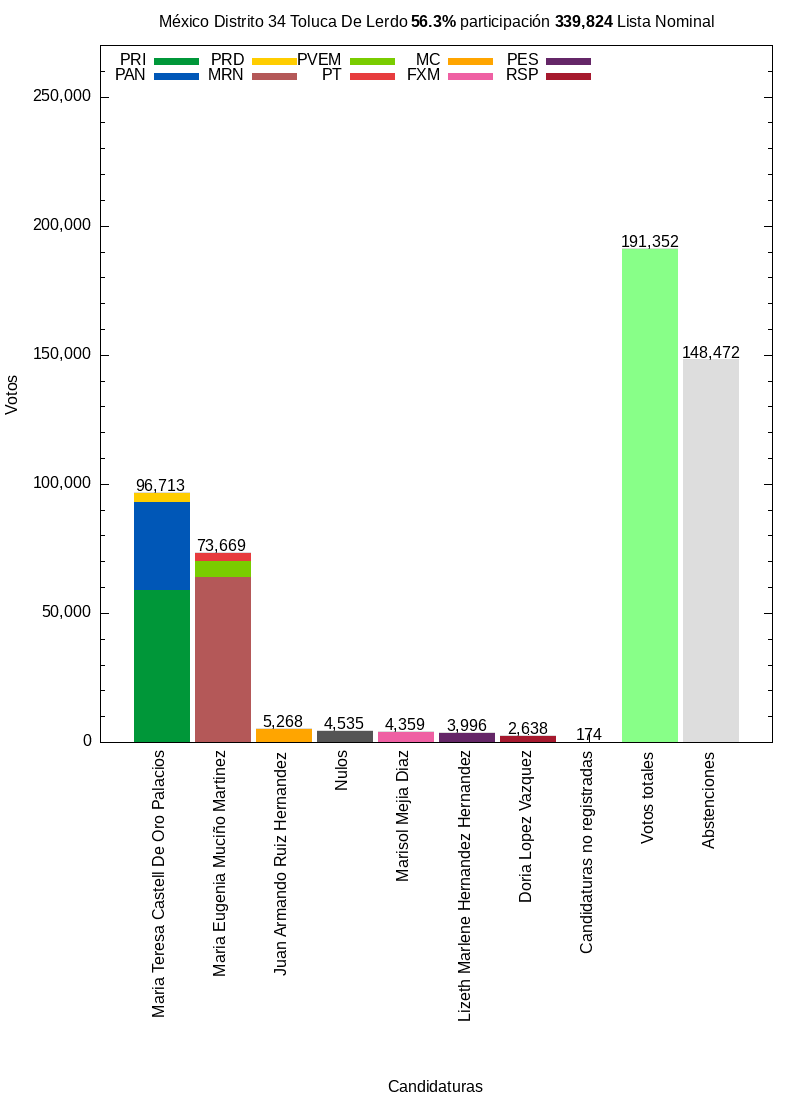 México Distrito 34 Toluca De Lerdo 56.3% participación 339,824 Lista Nominal
PRI PRD PVEM MC PES
PAN MRN PT FXM RSP
250,000
200,000
150,000
100,000
50,000
0
Votos
96,713
73,669
5,268
4,535
4,359
3,996
2,638
174
191,352
148,472
Maria Teresa Castell De Oro Palacios
Maria Eugenia Muciño Martinez
Juan Armando Ruiz Hernandez
Nulos
Marisol Mejia Diaz
Lizeth Marlene Hernandez Hernandez
Doria Lopez Vazquez
Candidaturas no registradas
Votos totales
Abstenciones
Candidaturas